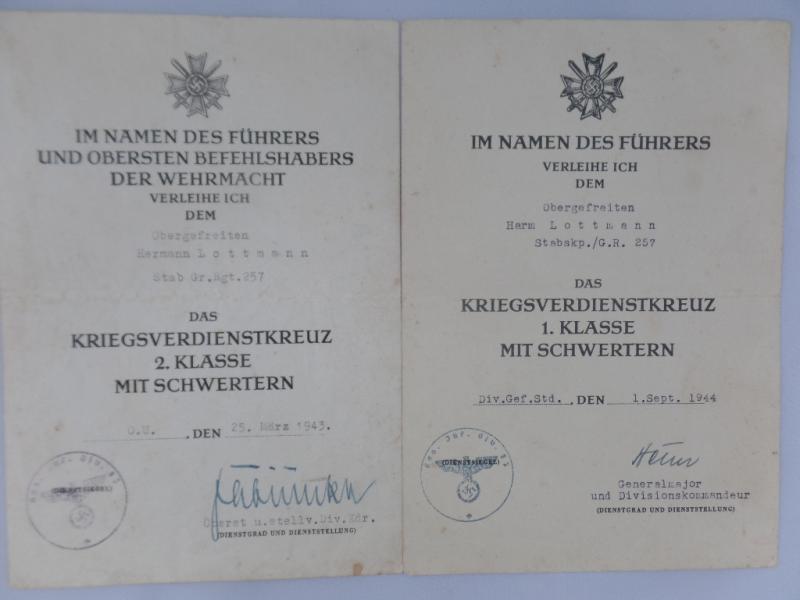 IM NAMEN DES FÜHRERS
UND OBERSTEN BEFEHLSHABERS
DER WEHRMACHT
VERLEIHE ICH
DEM
Obergefreiten
Hermann Lottmann
Stab Gr.Rgt.257
DAS
KRIEGSVERDIENSTKREUZ
2. KLASSE
MIT SCHWERTERN
O.U. , DEN 25. März 1943.
(DIENSTSIEGEL)
Oberst u.stellv.Div.Kdr.
(DIENSTGRAD UND DIENSTSTELLUNG)
IM NAMEN DES FÜHRERS
VERLEIHE ICH
DEM
Obergefreiten
Harm Lottmann
Stabskp./G.R. 257
DAS
KRIEGSVERDIENSTKREUZ
1. KLASSE
MIT SCHWERTERN
Div.Gef.Std. , DEN 1.Sept. 1944
(DIENSTSIEGEL)
Generalmajor
und Divisionskommandeur
(DIENSTGRAD UND DIENSTSTELLUNG)